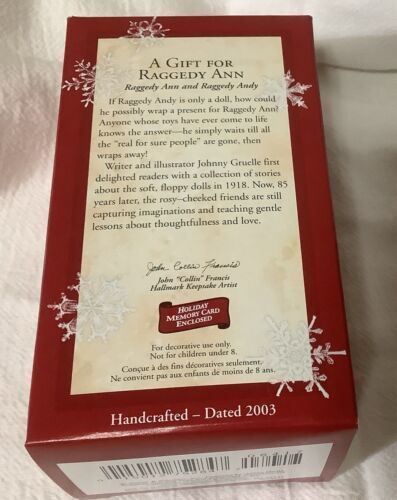 A Gift for
Raggedy Ann
Raggedy Ann and Raggedy Andy
If Raggedy Andy is only a doll, how could
he possibly wrap a present for Raggedy Ann?
Anyone whose toys have ever come to life
knows the answer—he simply waits till all
the "real for sure people" are gone, then
wraps away!
Writer and illustrator Johnny Gruelle first
delighted readers with a collection of stories
about the soft, floppy dolls in 1918. Now, 85
years later, the rosy–cheeked friends are still
capturing imaginations and teaching gentle
lessons about thoughtfulness and love.
John Collin Francis
John "Collin" Francis
Hallmark Keepsake Artist
Holiday
Memory Card
Enclosed
For decorative use only.
Not for children under 8.
Conçue à des fins décoratives seulement.
Ne convient pas aux enfants de moins de 8 ans.
Handcrafted – Dated 2003